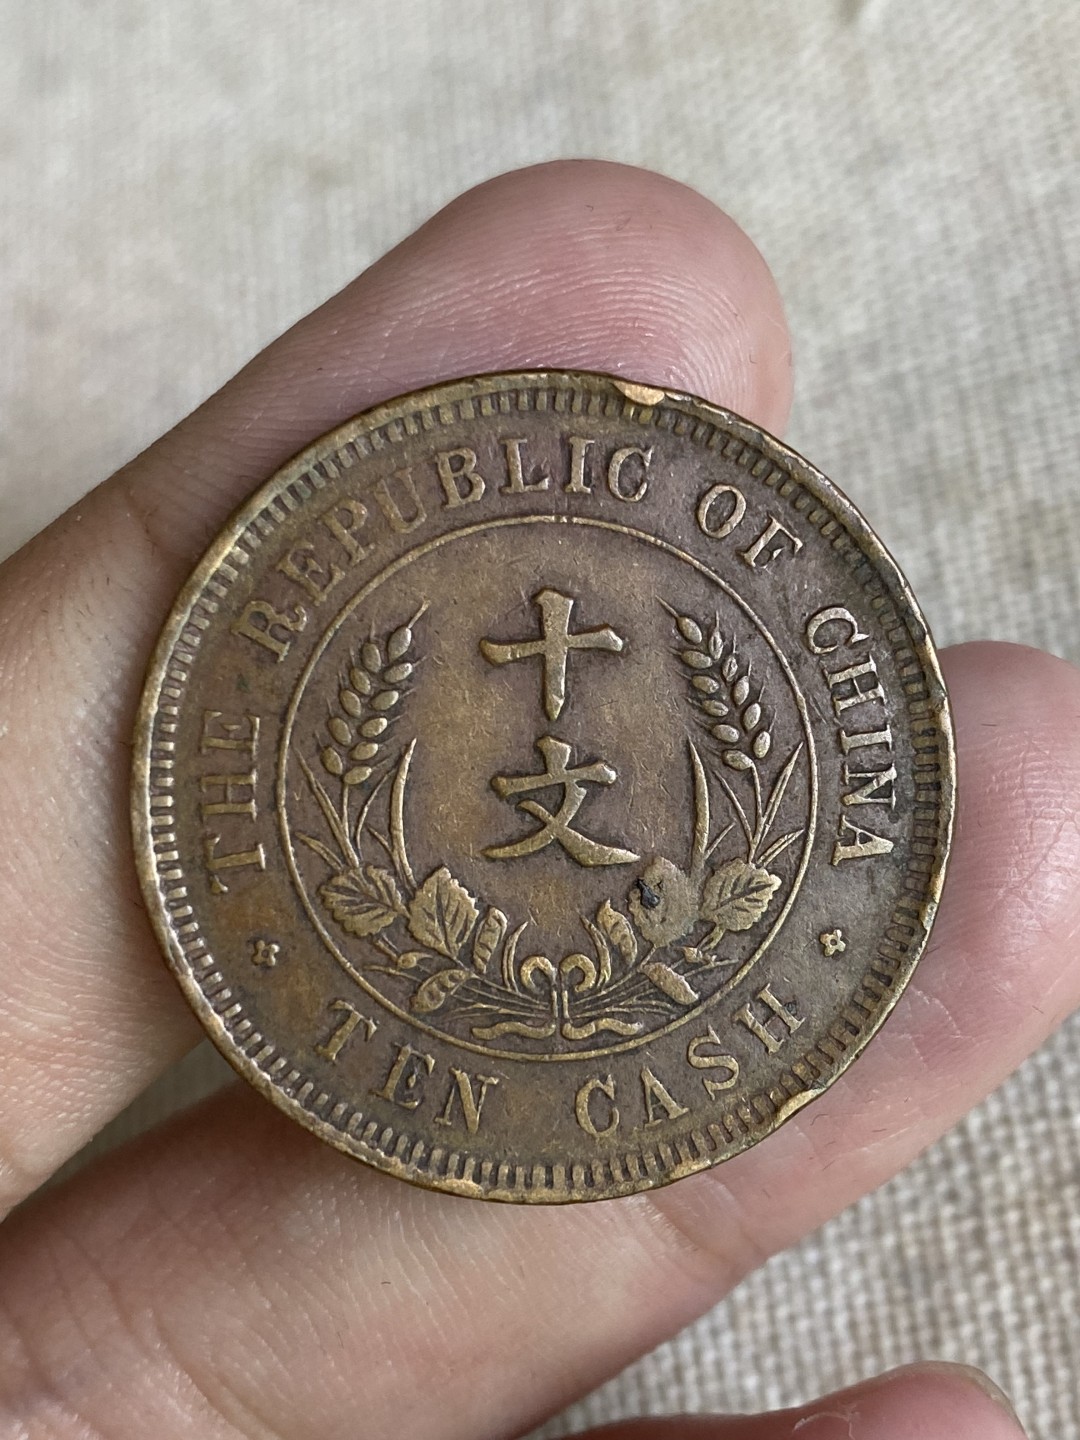 THE REPUBLIC OF CHINA
十
文
TEN CASH